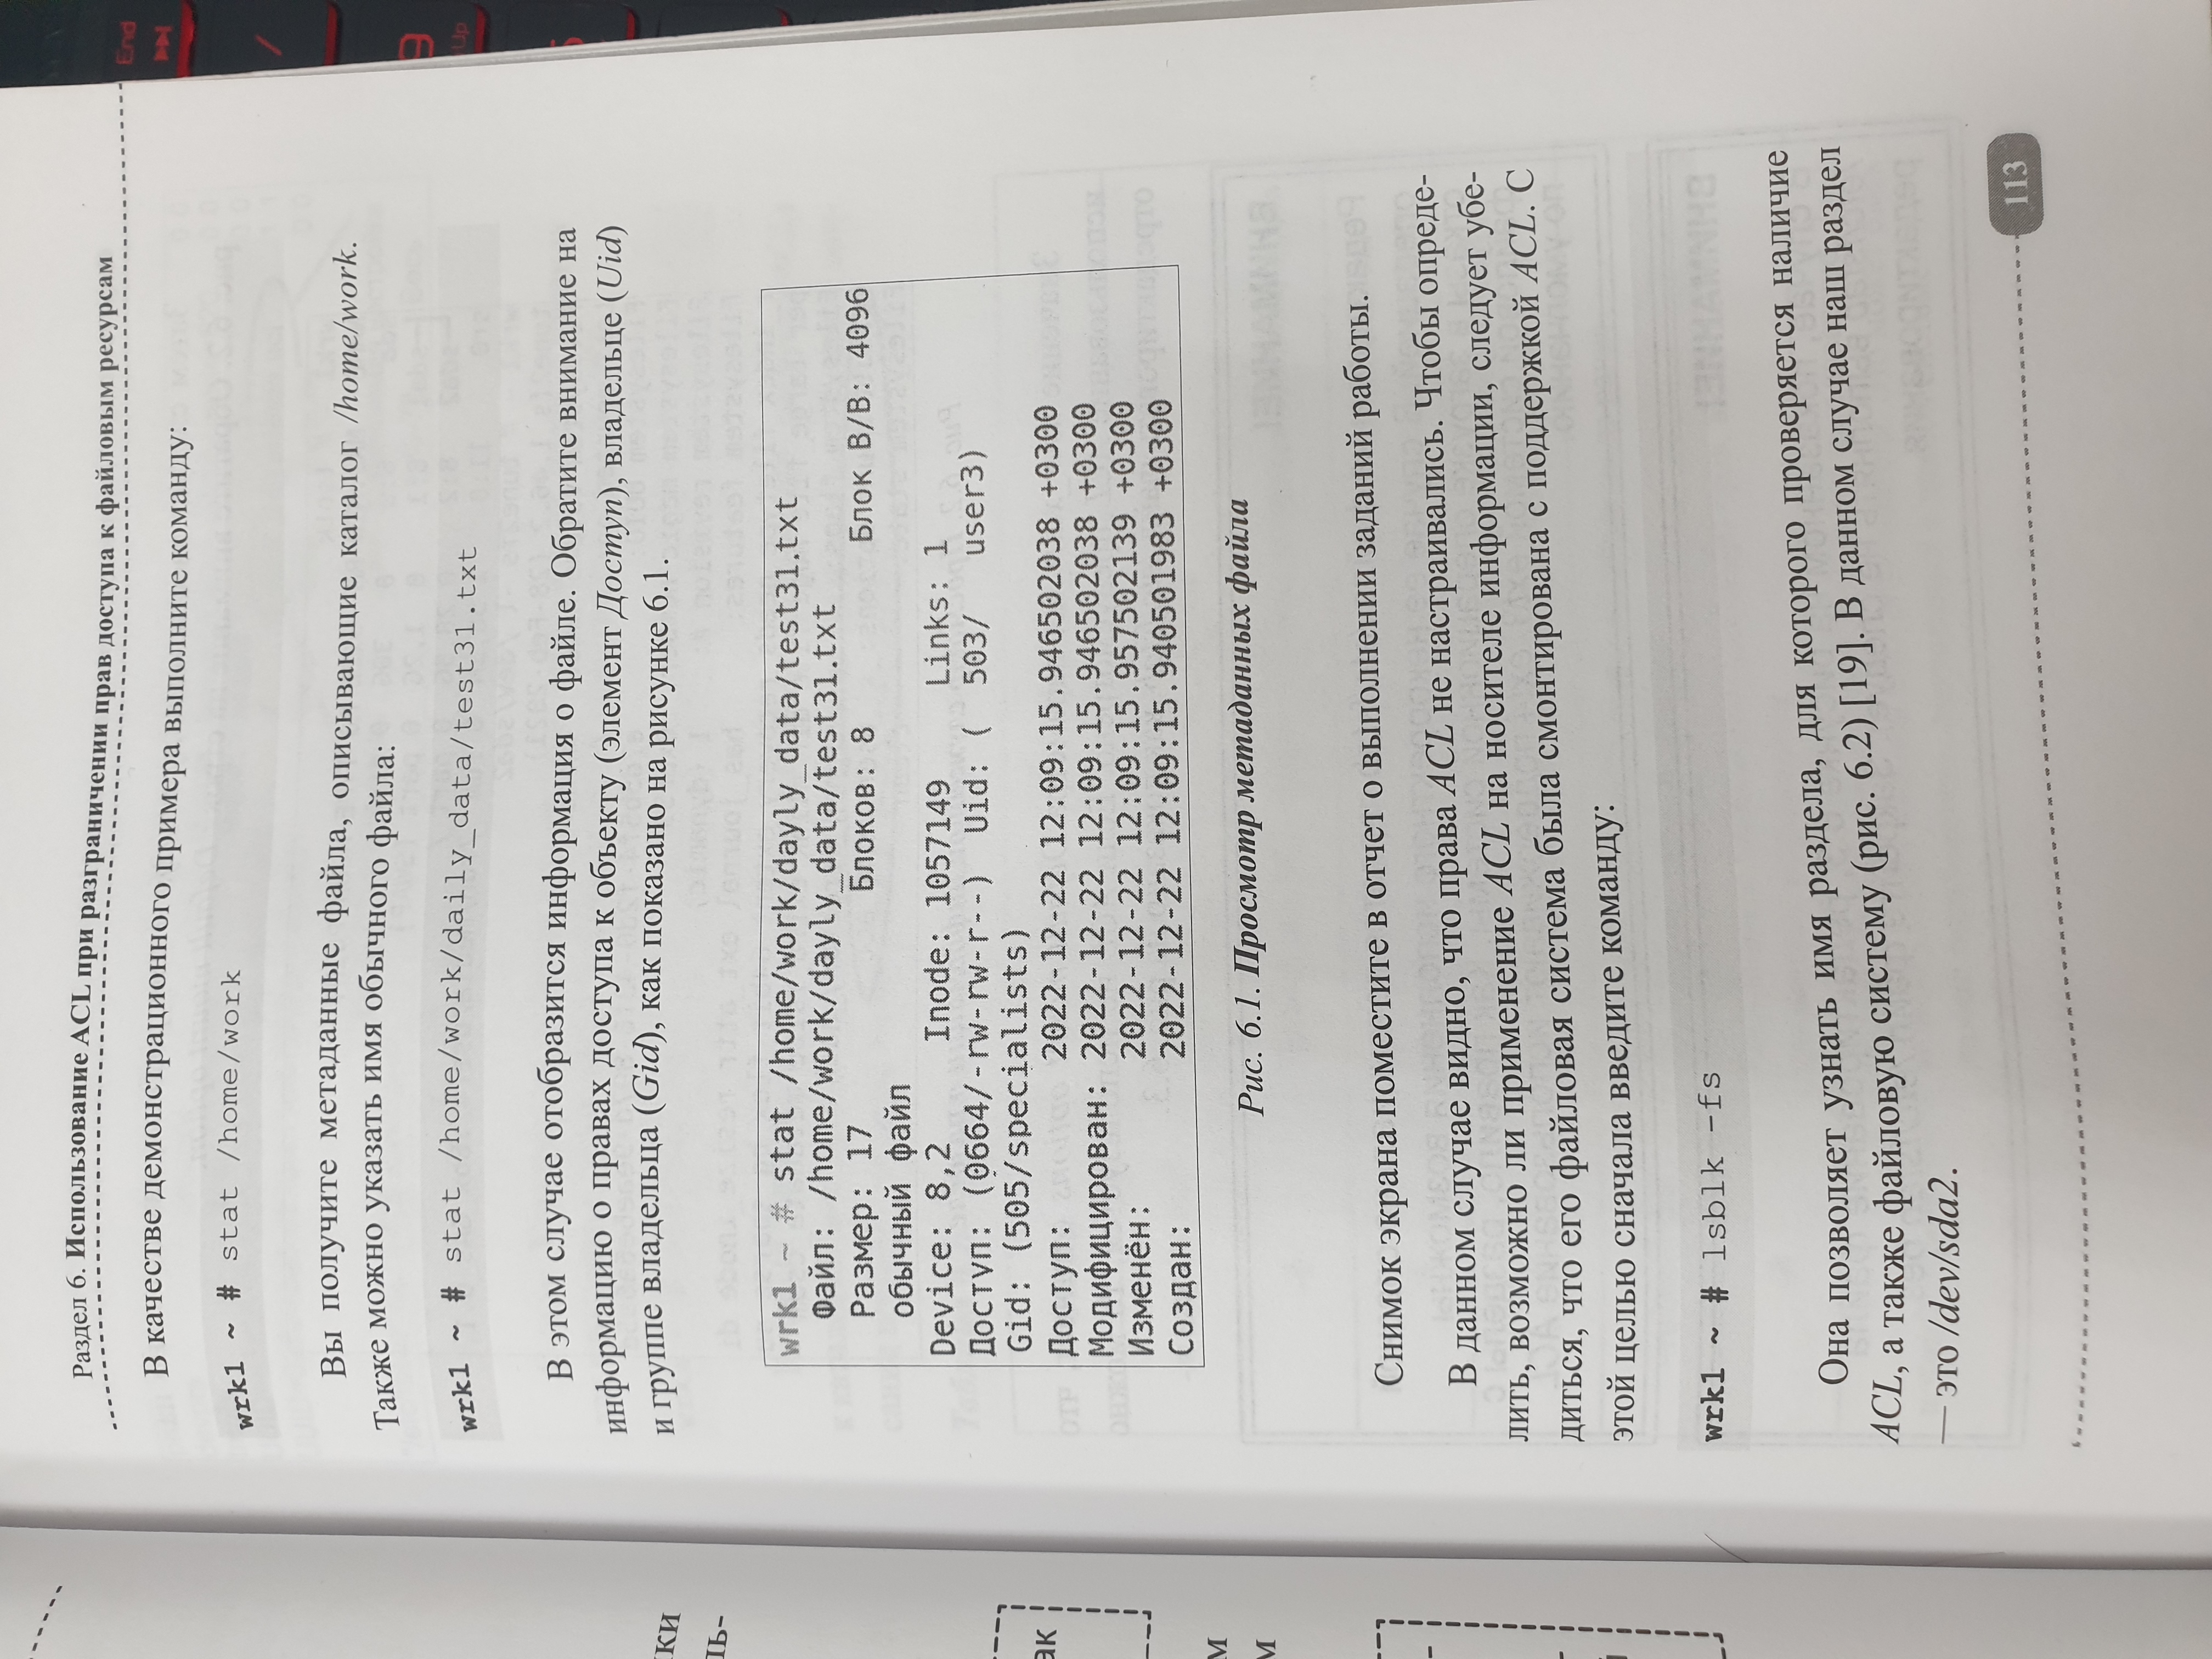 Раздел 6. Использование ACL при разграничении прав доступа к файловым ресурсам
В качестве демонстрационного примера выполните команду:
wrk1 ~ # stat /home/work
Вы получите метаданные файла, описывающие каталог /home/work.
Также можно указать имя обычного файла:
wrk1 ~ # stat /home/work/daily_data/test31.txt
В этом случае отобразится информация о файле. Обратите внимание на
информацию о правах доступа к объекту (элемент Доступ), владельце (Uid)
и группе владельца (Gid), как показано на рисунке 6.1.
wrk1 ~ # stat /home/work/dayly_data/test31.txt
Файл: /home/work/dayly_data/test31.txt
Размер: 17 Блоков: 8 Блок В/В: 4096
обычный файл
Device: 8,2 Inode: 1057149 Links: 1
Доступ: (0664/-rw-rw-r--) Uid: ( 503/ user3)
Gid: (505/specialists)
Доступ: 2022-12-22 12:09:15.946502038 +0300
Модифицирован: 2022-12-22 12:09:15.946502038 +0300
Изменён: 2022-12-22 12:09:15.957502139 +0300
Создан: 2022-12-22 12:09:15.940501983 +0300
Рис. 6.1. Просмотр метаданных файла
Снимок экрана поместите в отчет о выполнении заданий работы.
В данном случае видно, что права ACL не настраивались. Чтобы опреде-
лить, возможно ли применение ACL на носителе информации, следует убе-
диться, что его файловая система была смонтирована с поддержкой ACL. С
этой целью сначала введите команду:
wrk1 ~ # lsblk -fs
Она позволяет узнать имя раздела, для которого проверяется наличие
ACL, а также файловую систему (рис. 6.2) [19]. В данном случае наш раздел
— это /dev/sda2.
113
End
/
9
Up